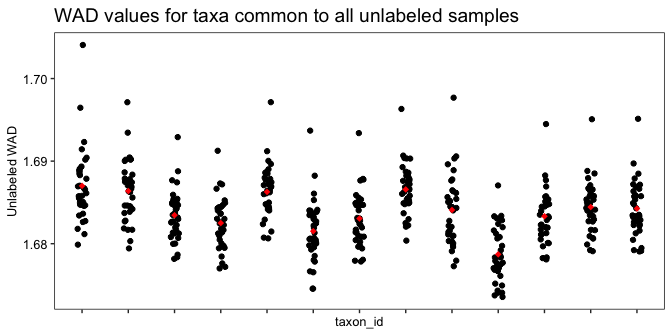 WAD values for taxa common to all unlabeled samples
1.70
1.69
1.68
Unlabeled WAD
taxon_id